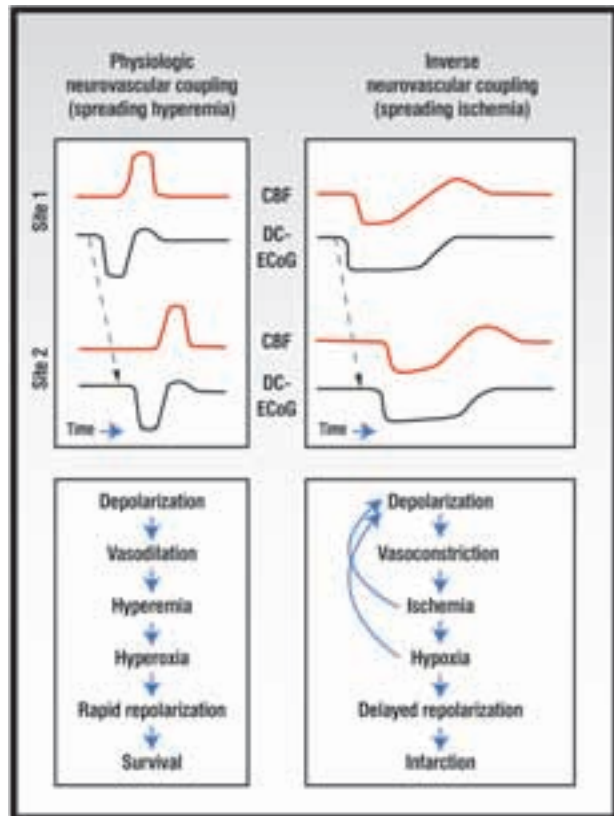 Physiologic
neurovascular coupling
(spreading hyperemia)
Inverse
neurovascular coupling
(spreading ischemia)
Site 1
CBF
DC-
ECoG
Site 2
CBF
DC-
ECoG
Time
Time
Depolarization
Vasodilation
Hyperemia
Hyperoxia
Rapid repolarization
Survival
Depolarization
Vasoconstriction
Ischemia
Hypoxia
Delayed repolarization
Infarction